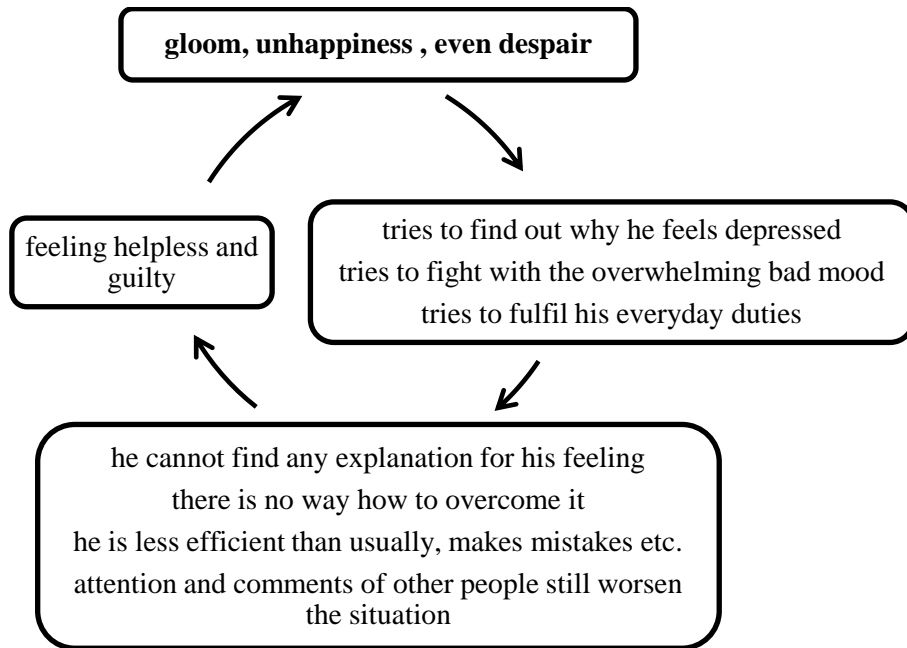 gloom, unhappiness , even despair
tries to find out why he feels depressed
tries to fight with the overwhelming bad mood
tries to fulfil his everyday duties
feeling helpless and
guilty
he cannot find any explanation for his feeling
there is no way how to overcome it
he is less efficient than usually, makes mistakes etc.
attention and comments of other people still worsen
the situation